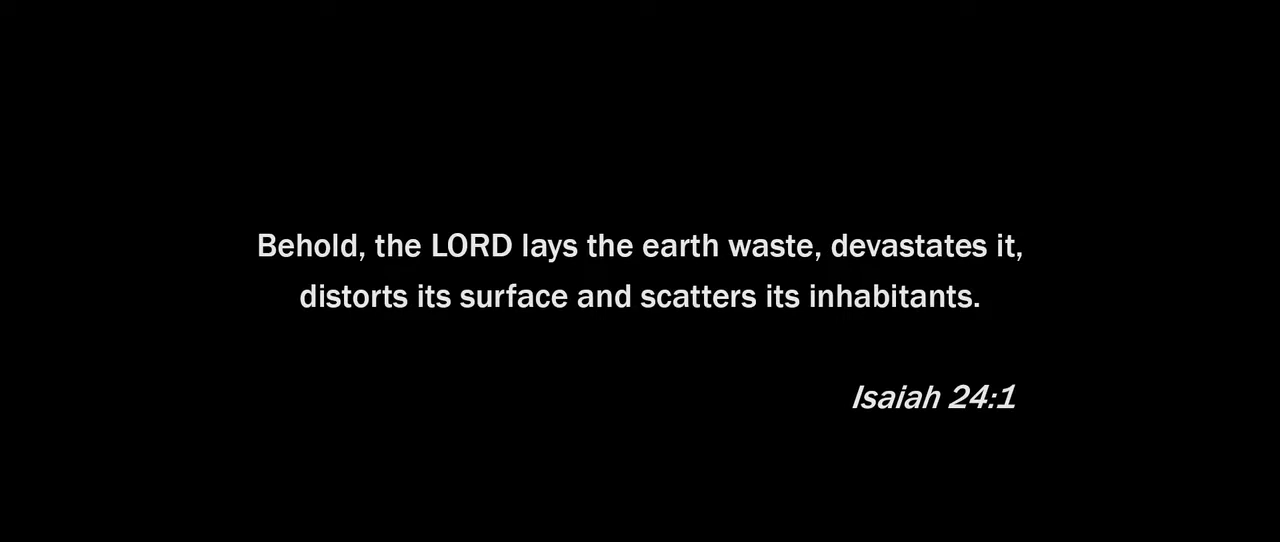 Behold, the LORD lays the earth waste, devastates it,
distorts its surface and scatters its inhabitants.
Isaiah 24:1